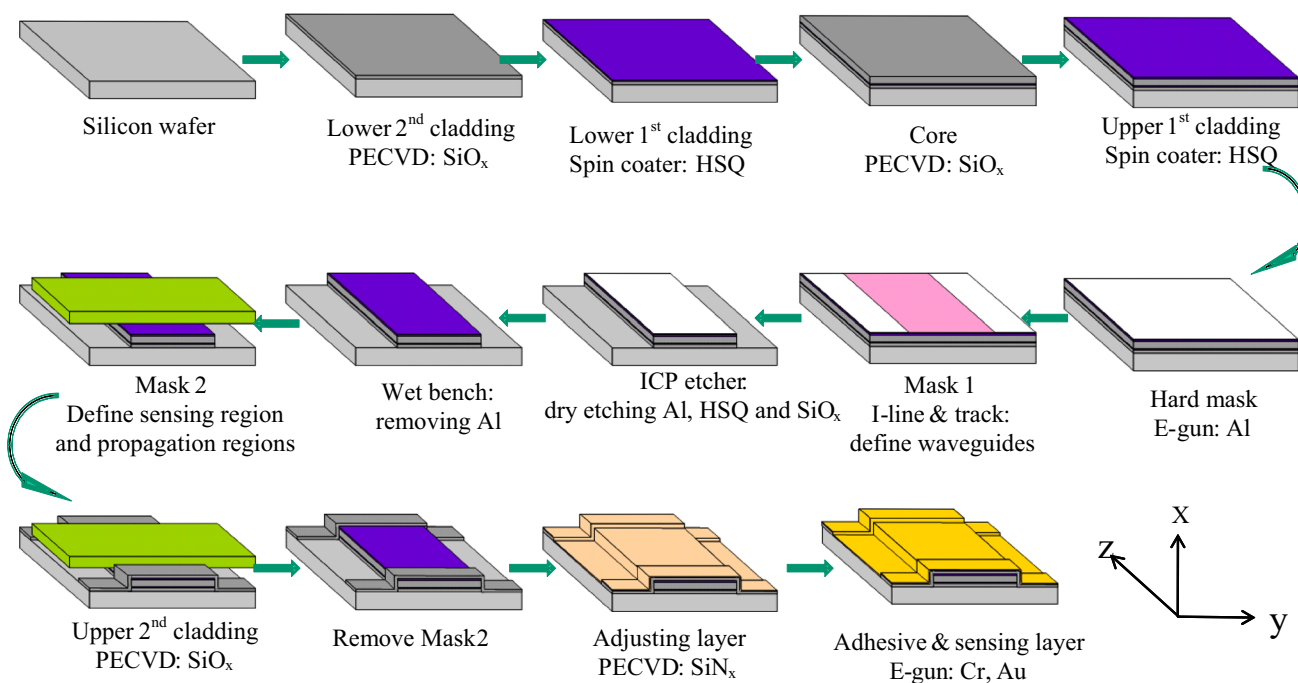 Silicon wafer
Lower 2nd cladding
PECVD: SiOx
Lower 1st cladding
Spin coater: HSQ
Core
PECVD: SiOx
Upper 1st cladding
Spin coater: HSQ
Mask 2
Define sensing region
and propagation regions
Wet bench:
removing Al
ICP etcher:
dry etching Al, HSQ and SiOx
Mask 1
I-line & track:
define waveguides
Hard mask
E-gun: Al
Upper 2nd cladding
PECVD: SiOx
Remove Mask2
Adjusting layer
PECVD: SiNx
Adhesive & sensing layer
E-gun: Cr, Au
X
z
y